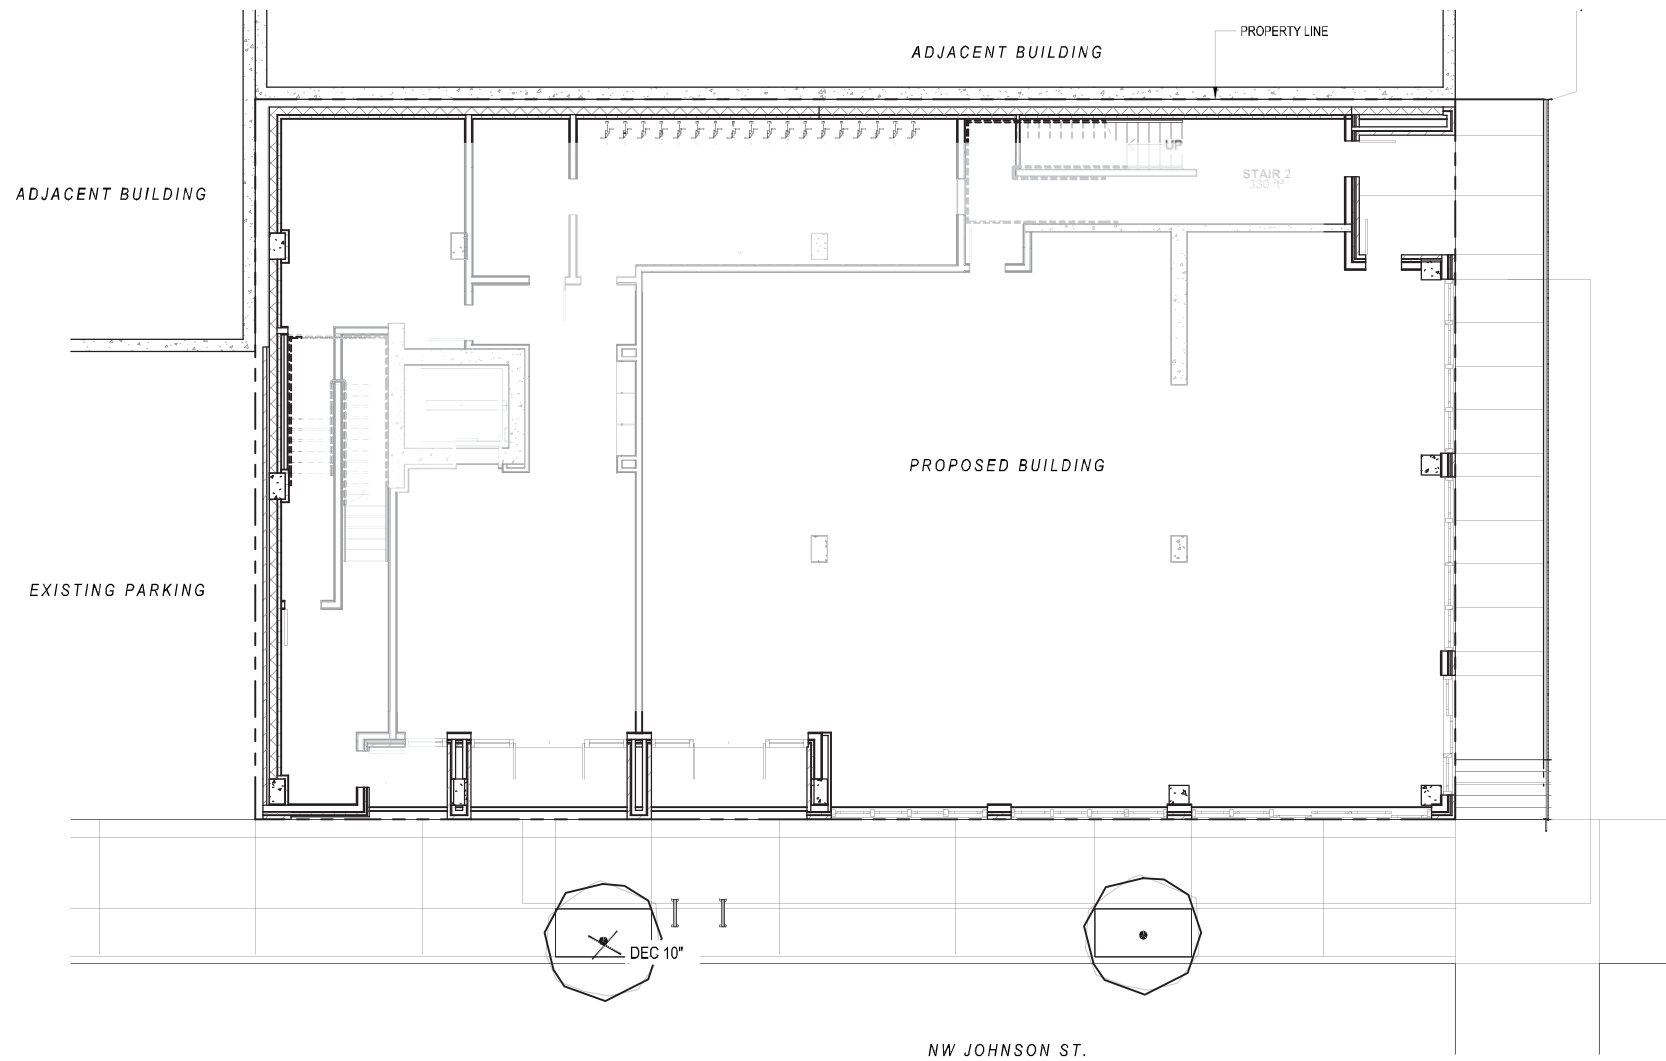 PROPERTY LINE
ADJACENT BUILDING
UP
STAIR 2
330 ft²
ADJACENT BUILDING
PROPOSED BUILDING
EXISTING PARKING
DEC 10"
NW JOHNSON ST.